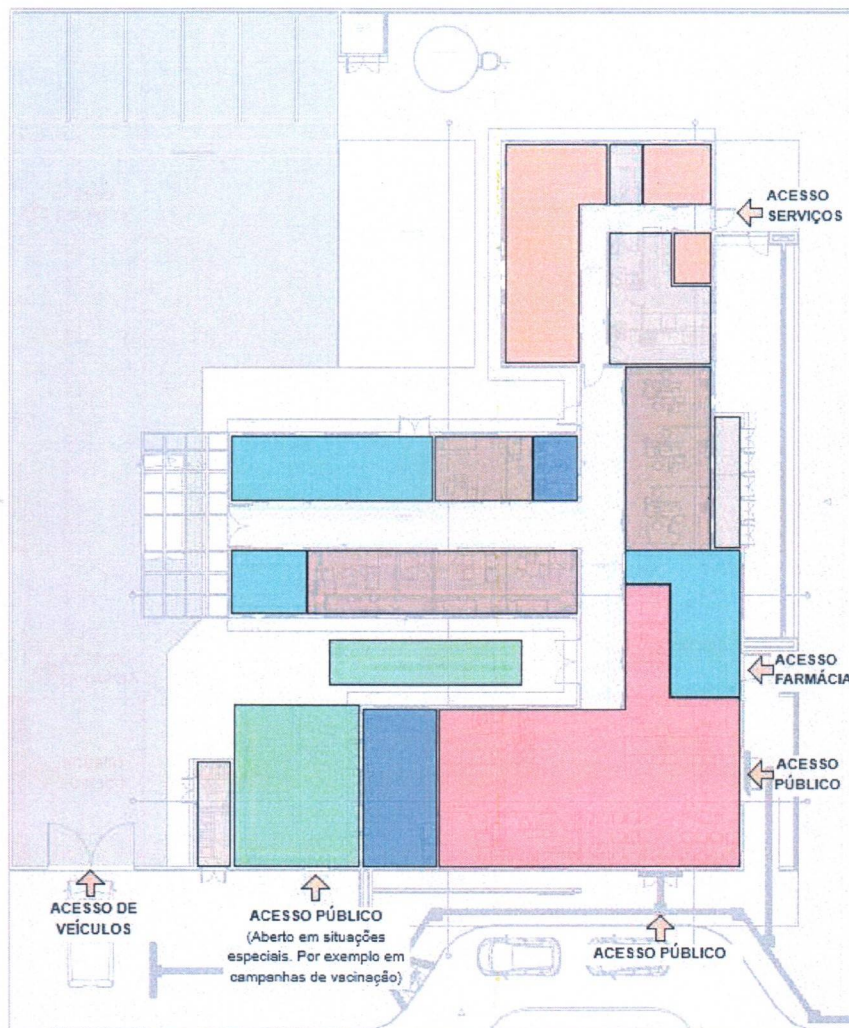 ACESSO
SERVIÇOS
ACESSO
FARMÁCIA
ACESSO
PÚBLICO
ACESSO DE
VEÍCULOS
ACESSO PÚBLICO
(Aberto em situações
especiais. Por exemplo em
campanhas de vacinação)
ACESSO PÚBLICO